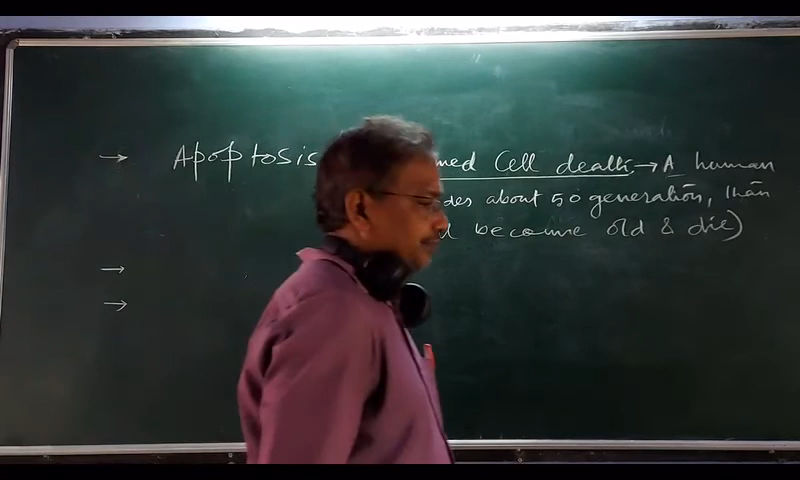 → Apoptosis med Cell death. → A human
des about 50 generation, than
become old & die)
→
→